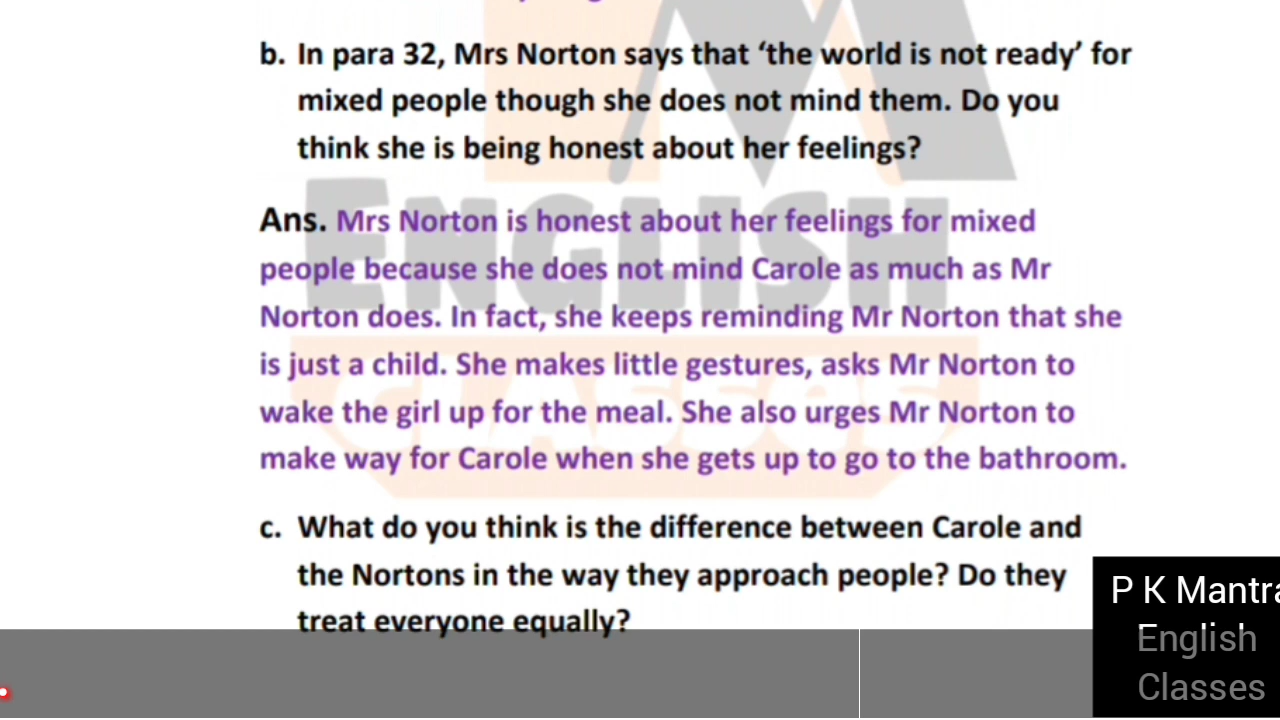 b. In para 32, Mrs Norton says that ‘the world is not ready’ for
mixed people though she does not mind them. Do you
think she is being honest about her feelings?
Ans. Mrs Norton is honest about her feelings for mixed
people because she does not mind Carole as much as Mr
Norton does. In fact, she keeps reminding Mr Norton that she
is just a child. She makes little gestures, asks Mr Norton to
wake the girl up for the meal. She also urges Mr Norton to
make way for Carole when she gets up to go to the bathroom.
c. What do you think is the difference between Carole and
the Nortons in the way they approach people? Do they
treat everyone equally?
P K Mantra
English
Classes
ENGLISH
CLASSES